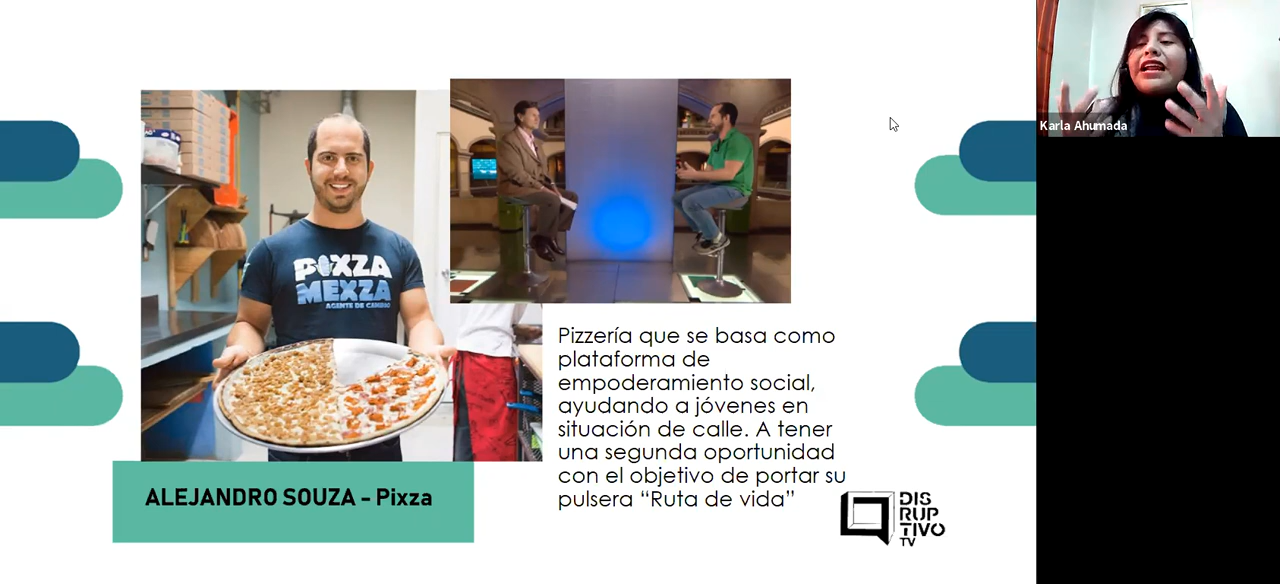 Karla Ahumada
PIXZA
MEXZA
AGENTE DE CAMBIO
Pizzería que se basa como
plataforma de
empoderamiento social,
ayudando a jóvenes en
situación de calle. A tener
una segunda oportunidad
con el objetivo de portar su
pulsera “Ruta de vida”
ALEJANDRO SOUZA - Pixza
DIS
RUP
TIVO
TV